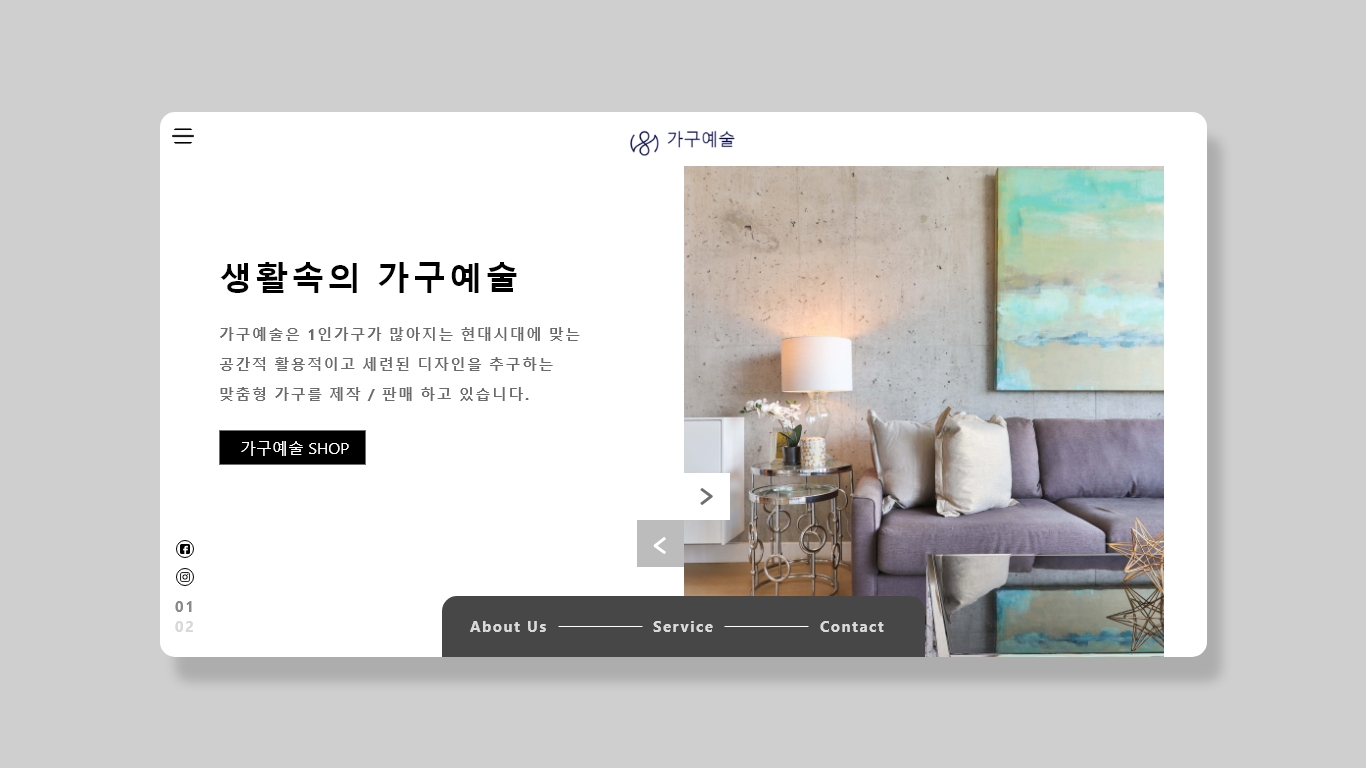 가구예술
생활속의 가구예술
가구예술은 1인가구가 많아지는 현대시대에 맞는
공간적 활용적이고 세련된 디자인을 추구하는
맞춤형 가구를 제작 / 판매 하고 있습니다.
가구예술 SHOP
01
02
About Us
Service
Contact